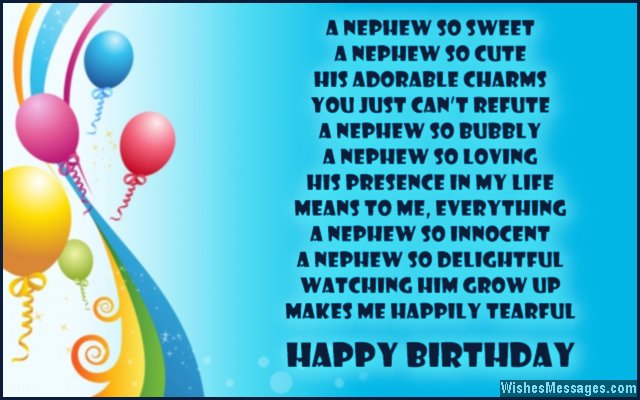 A NEPHEW SO SWEET
A NEPHEW SO CUTE
HIS ADORABLE CHARMS
YOU JUST CAN'T REFUTE
A NEPHEW SO BUBBLY
A NEPHEW SO LOVING
HIS PRESENCE IN MY LIFE
MEANS TO ME, EVERYTHING
A NEPHEW SO INNOCENT
A NEPHEW SO DELIGHTFUL
WATCHING HIM GROW UP
MAKES ME HAPPILY TEARFUL
HAPPY BIRTHDAY
WishesMessages.com